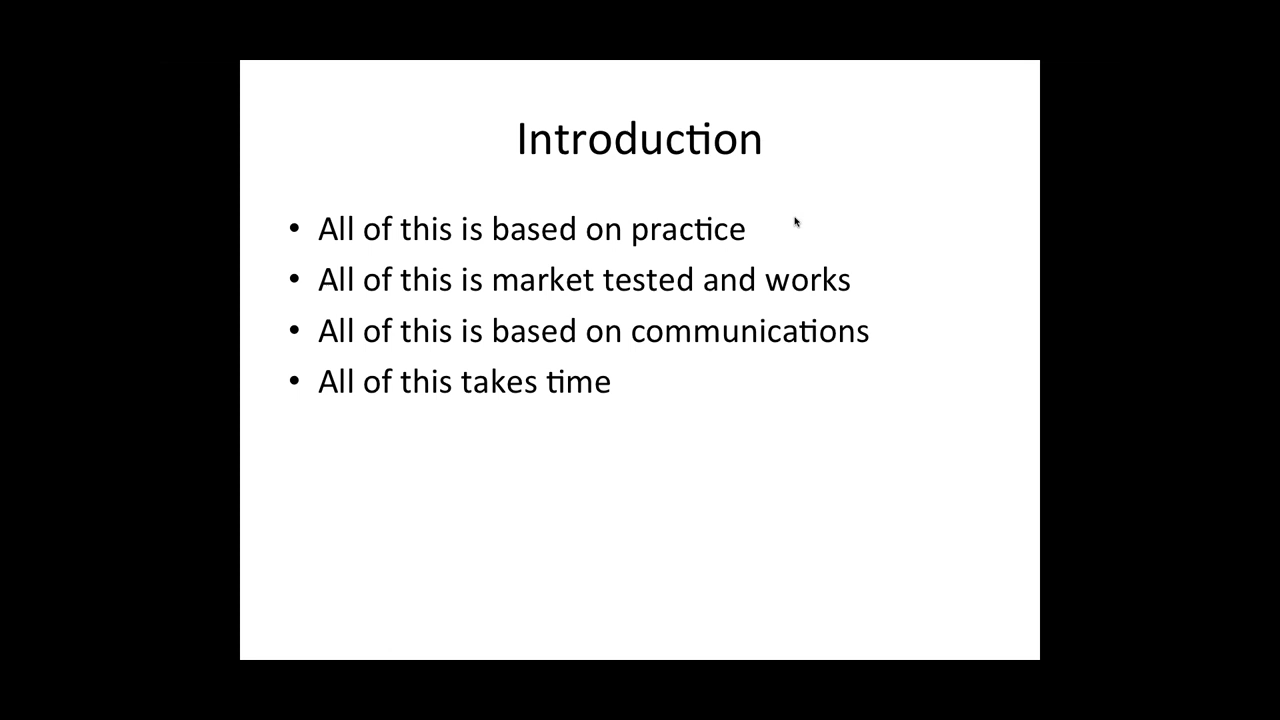 Introduction
• All of this is based on practice
• All of this is market tested and works
• All of this is based on communications
• All of this takes time